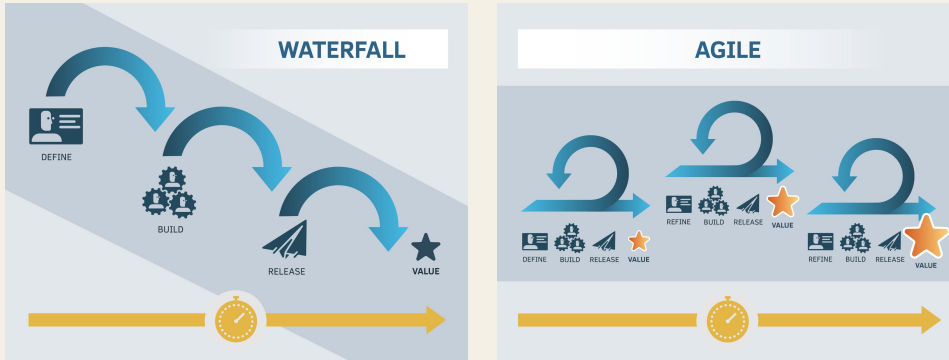 WATERFALL
DEFINE
BUILD
RELEASE
VALUE
AGILE
DEFINE
BUILD
RELEASE
VALUE
REFINE
BUILD
RELEASE
VALUE
REFINE
BUILD
RELEASE
VALUE